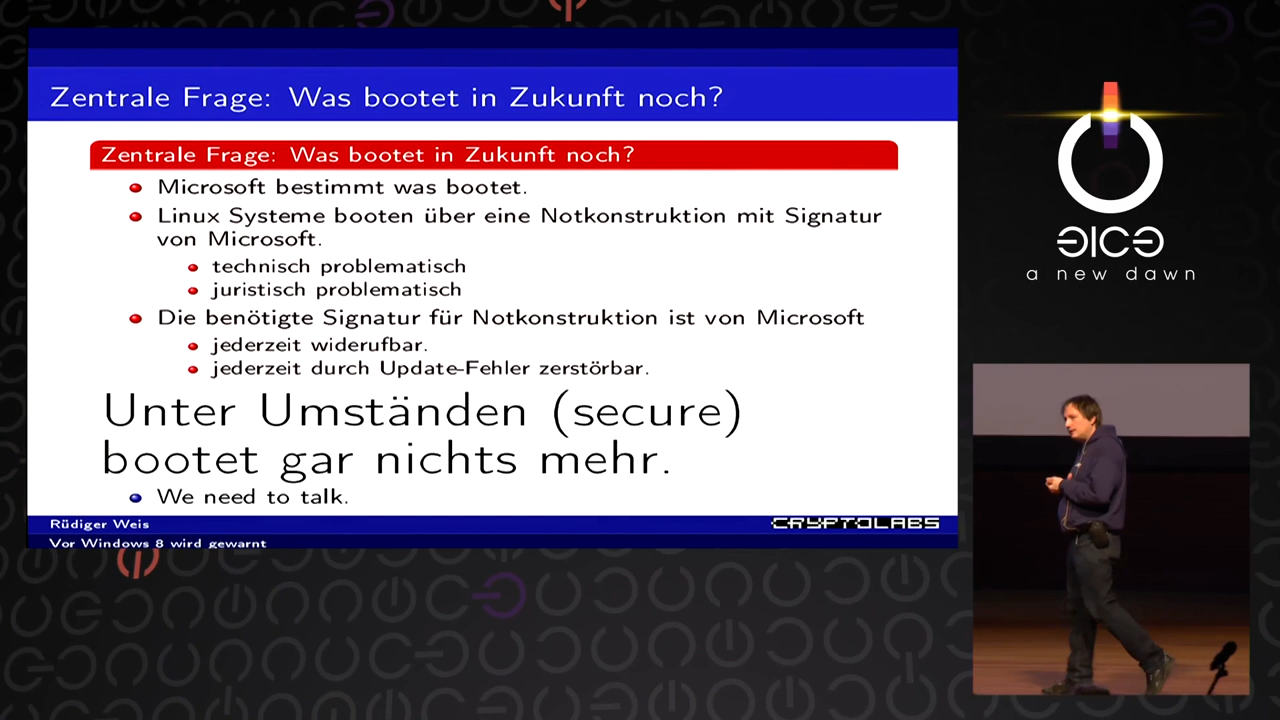 Zentrale Frage: Was bootet in Zukunft noch?
Zentrale Frage: Was bootet in Zukunft noch?
Microsoft bestimmt was bootet.
Linux Systeme booten über eine Notkonstruktion mit Signatur
von Microsoft.
technisch problematisch
juristisch problematisch
Die benötigte Signatur für Notkonstruktion ist von Microsoft
jederzeit widerufbar.
jederzeit durch Update-Fehler zerstörbar.
Unter Umständen (secure)
bootet gar nichts mehr.
We need to talk.
Rüdiger Weis
CRYPTOLABS
Vor Windows 8 wird gewarnt
a new dawn